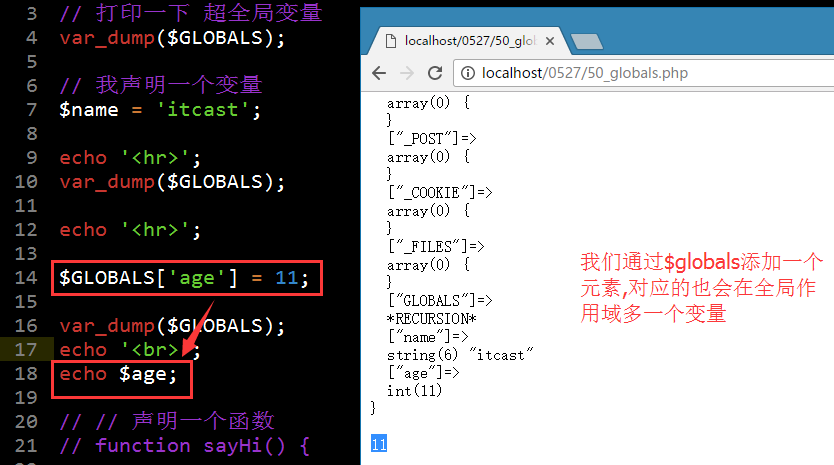 3 // 打印一下 超全局变量
4 var_dump($GLOBALS);
5
6 // 我声明一个变量
7 $name = 'itcast';
8
9 echo '<hr>';
10 var_dump($GLOBALS);
11
12 echo '<hr>';
13
14 $GLOBALS['age'] = 11;
15
16 var_dump($GLOBALS);
17 echo '<br>';
18 echo $age;
19
20 // // 声明一个函数
21 // function sayHi() {
localhost/0527/50_glob
localhost/0527/50_globals.php
array(0) {
}
["_POST"]=>
array(0) {
}
["_COOKIE"]=>
array(0) {
}
["_FILES"]=>
array(0) {
}
["GLOBALS"]=>
*RECURSION*
["name"]=>
string(6) "itcast"
["age"]=>
int(11)
}
11
我们通过$globals添加一个
元素,对应的也会在全局作
用域多一个变量